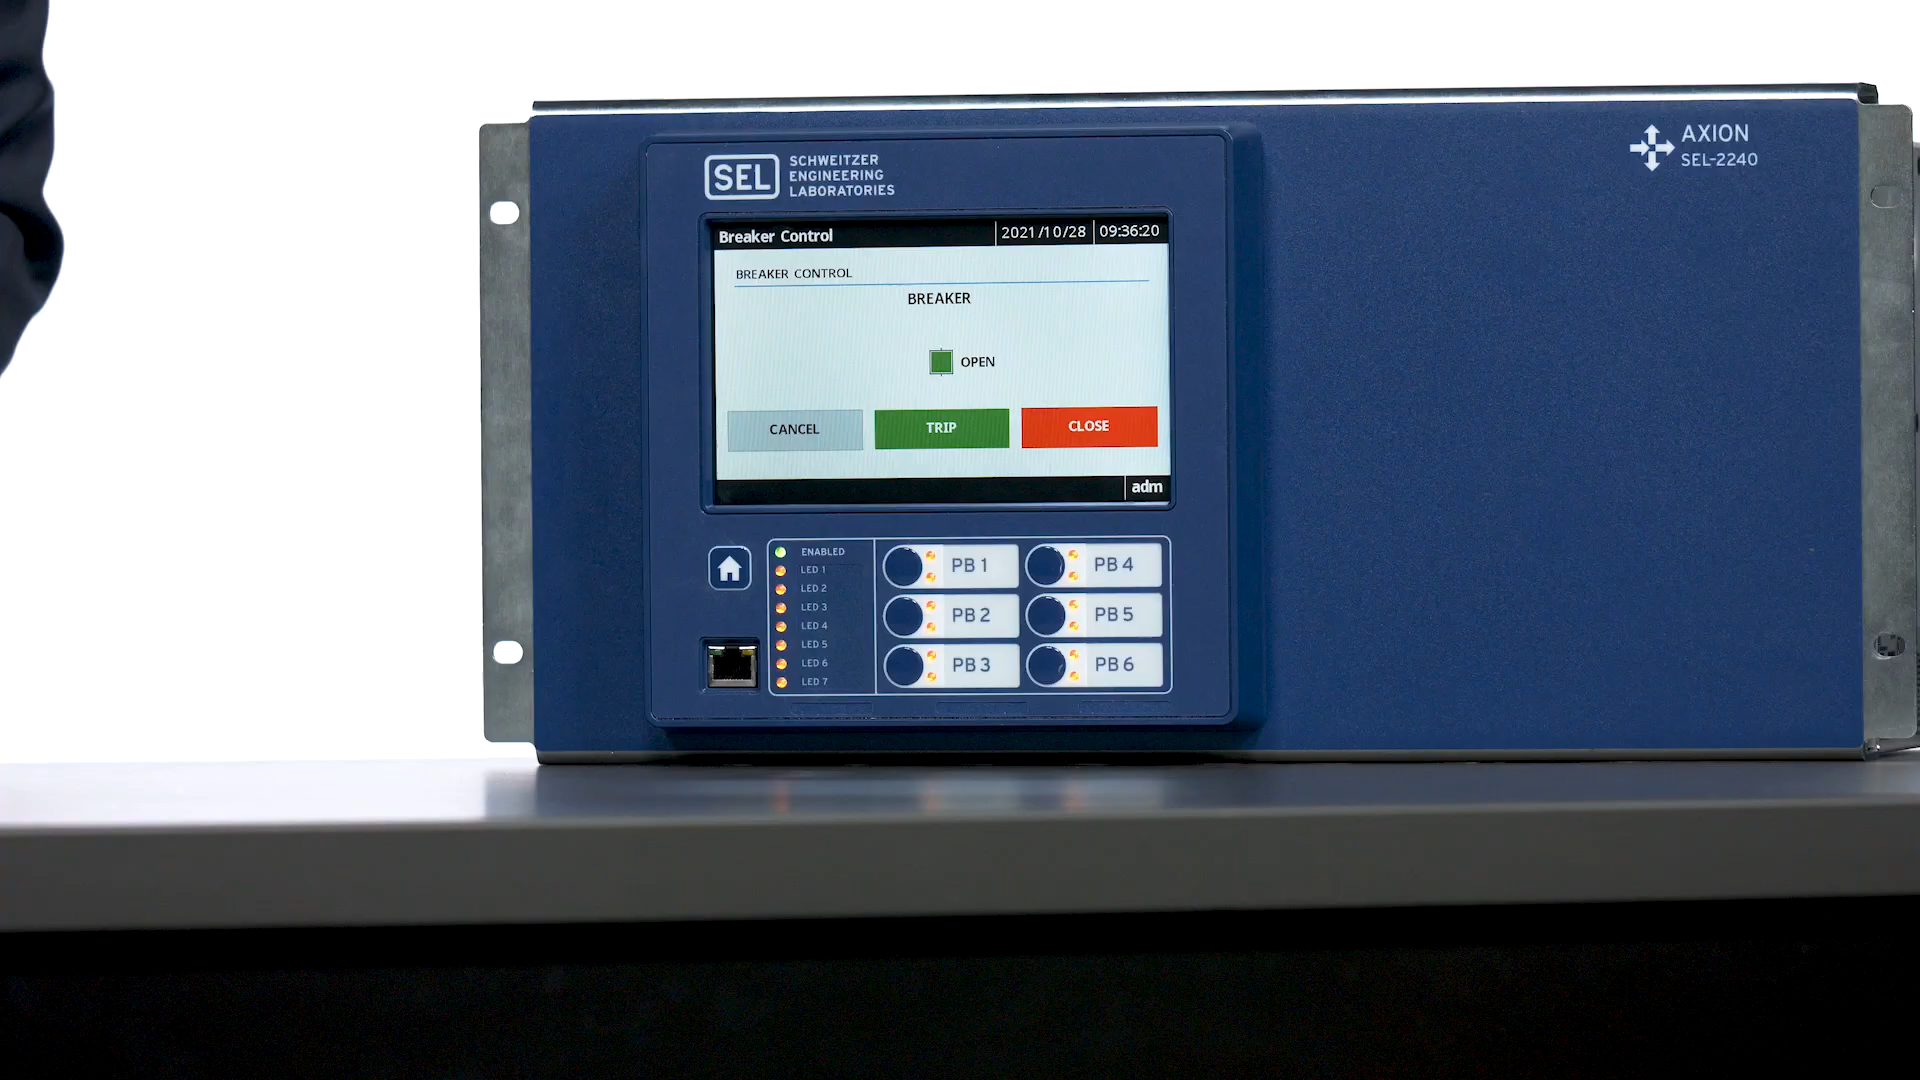 SEL SCHWEITZER
ENGINEERING
LABORATORIES
AXION
SEL-2240
Breaker Control 2021/10/28 09:36:20
BREAKER CONTROL
BREAKER
OPEN
CANCEL TRIP CLOSE
adm
ENABLED
LED 1
LED 2
LED 3
LED 4
LED 5
LED 6
LED 7
PB 1 PB 4
PB 2 PB 5
PB 3 PB 6